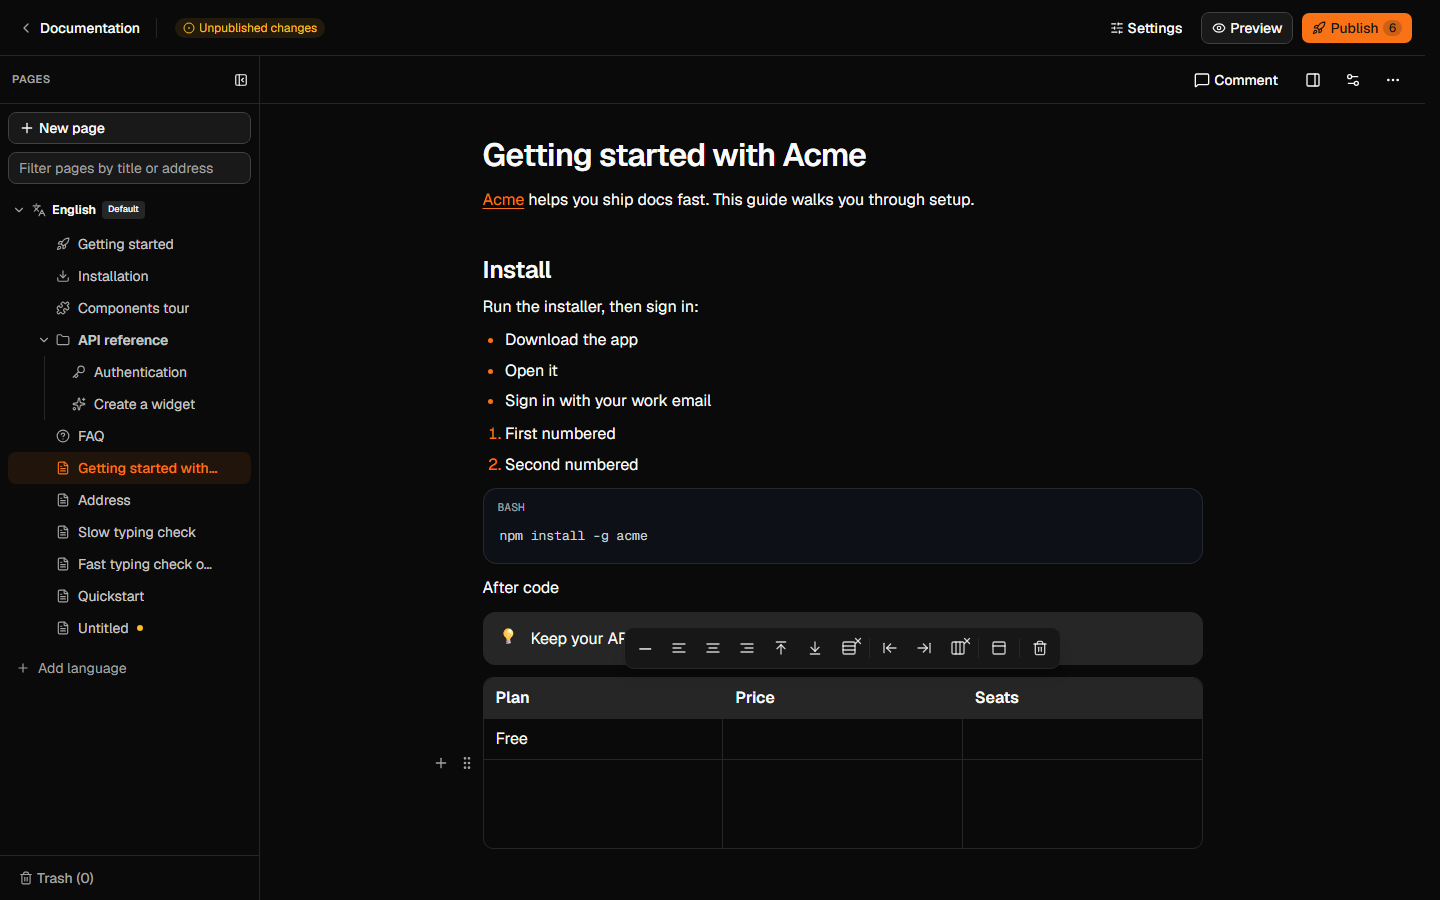 Documentation
Unpublished changes
Settings
Preview
Publish 6
PAGES
Comment
New page
Filter pages by title or address
English Default
Getting started
Installation
Components tour
API reference
Authentication
Create a widget
FAQ
Getting started with...
Address
Slow typing check
Fast typing check o...
Quickstart
Untitled
Add language
Trash (0)
Getting started with Acme
Acme helps you ship docs fast. This guide walks you through setup.
Install
Run the installer, then sign in:
Download the app
Open it
Sign in with your work email
1. First numbered
2. Second numbered
BASH
npm install -g acme
After code
Keep your
Plan Price Seats
Free